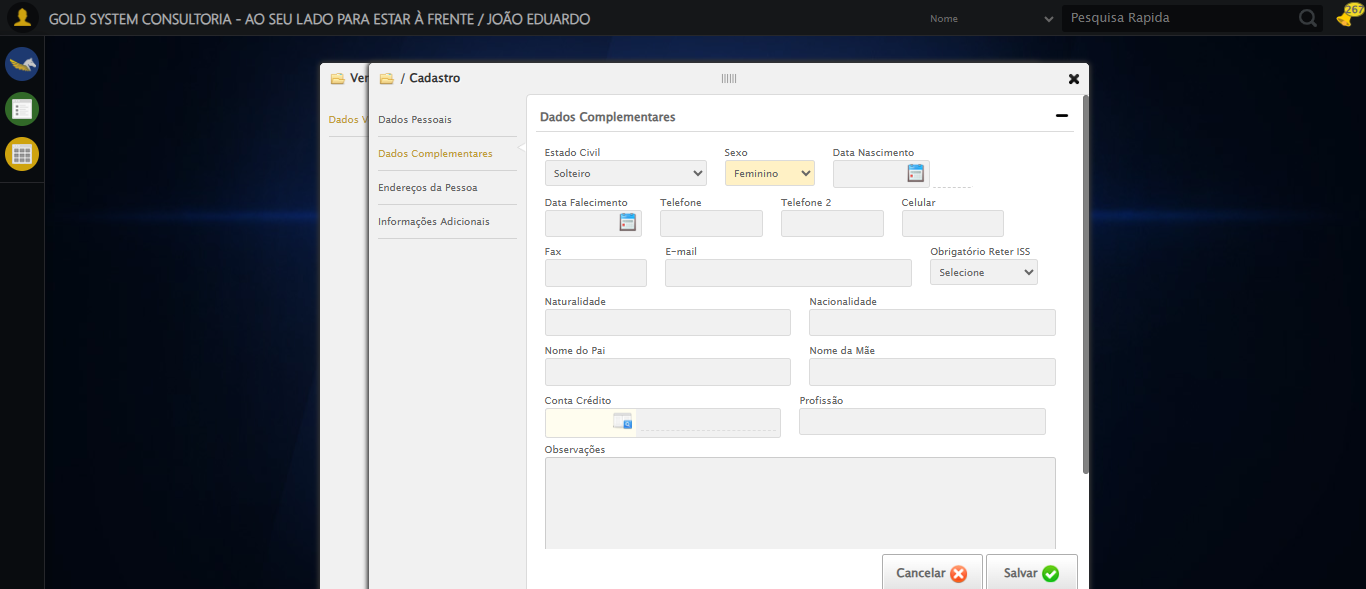 GOLD SYSTEM CONSULTORIA - AO SEU LADO PARA ESTAR À FRENTE / JOÃO EDUARDO
Nome
Pesquisa Rapida
267
Ver
/ Cadastro
Dados V
Dados Pessoais
Dados Complementares
Endereços da Pessoa
Informações Adicionais
Dados Complementares
Estado Civil Sexo Data Nascimento
Solteiro Feminino
Data Falecimento Telefone Telefone 2 Celular
Fax E-mail Obrigatório Reter ISS
Selecione
Naturalidade Nacionalidade
Nome do Pai Nome da Mãe
Conta Crédito Profissão
Observações
Cancelar Salvar